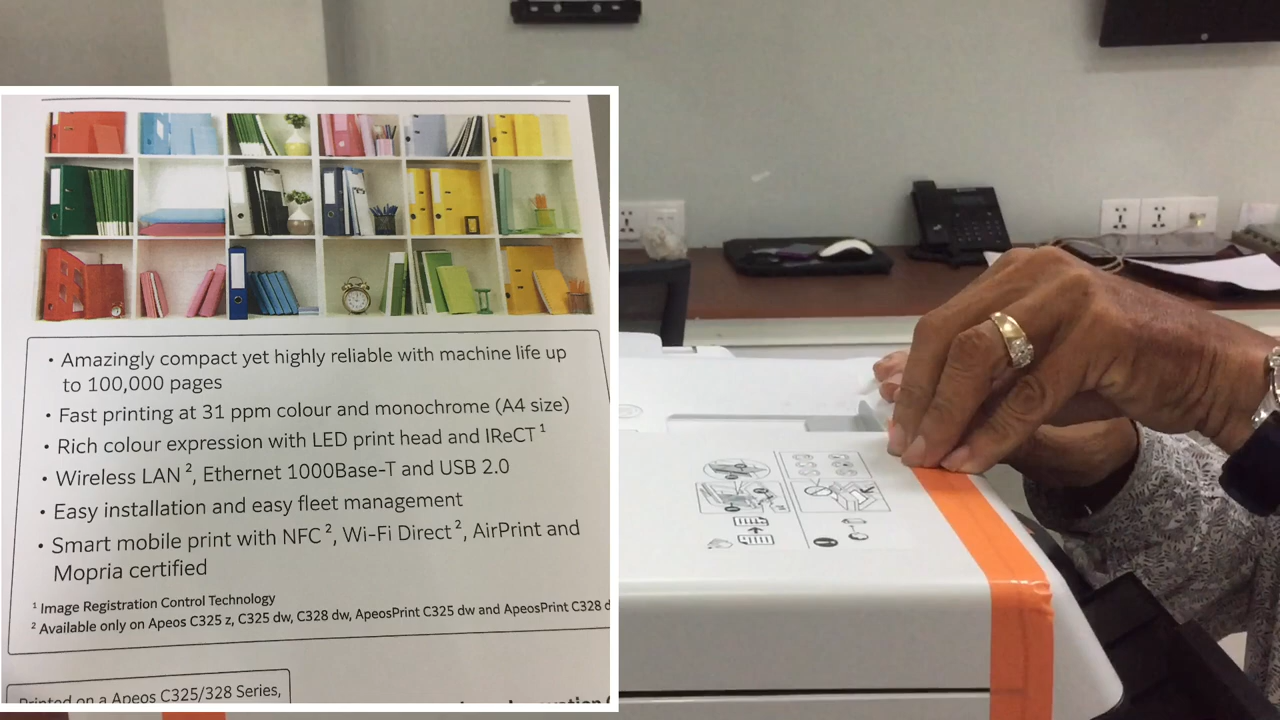 • Amazingly compact yet highly reliable with machine life up
to 100,000 pages
• Fast printing at 31 ppm colour and monochrome (A4 size)
• Rich colour expression with LED print head and IReCT ¹
• Wireless LAN ², Ethernet 1000Base-T and USB 2.0
• Easy installation and easy fleet management
• Smart mobile print with NFC ², Wi-Fi Direct ², AirPrint and
Mopria certified
¹ Image Registration Control Technology
² Available only on Apeos C325 z, C325 dw, C328 dw, ApeosPrint C325 dw and ApeosPrint C328 d
Printed on a Apeos C325/328 Series,